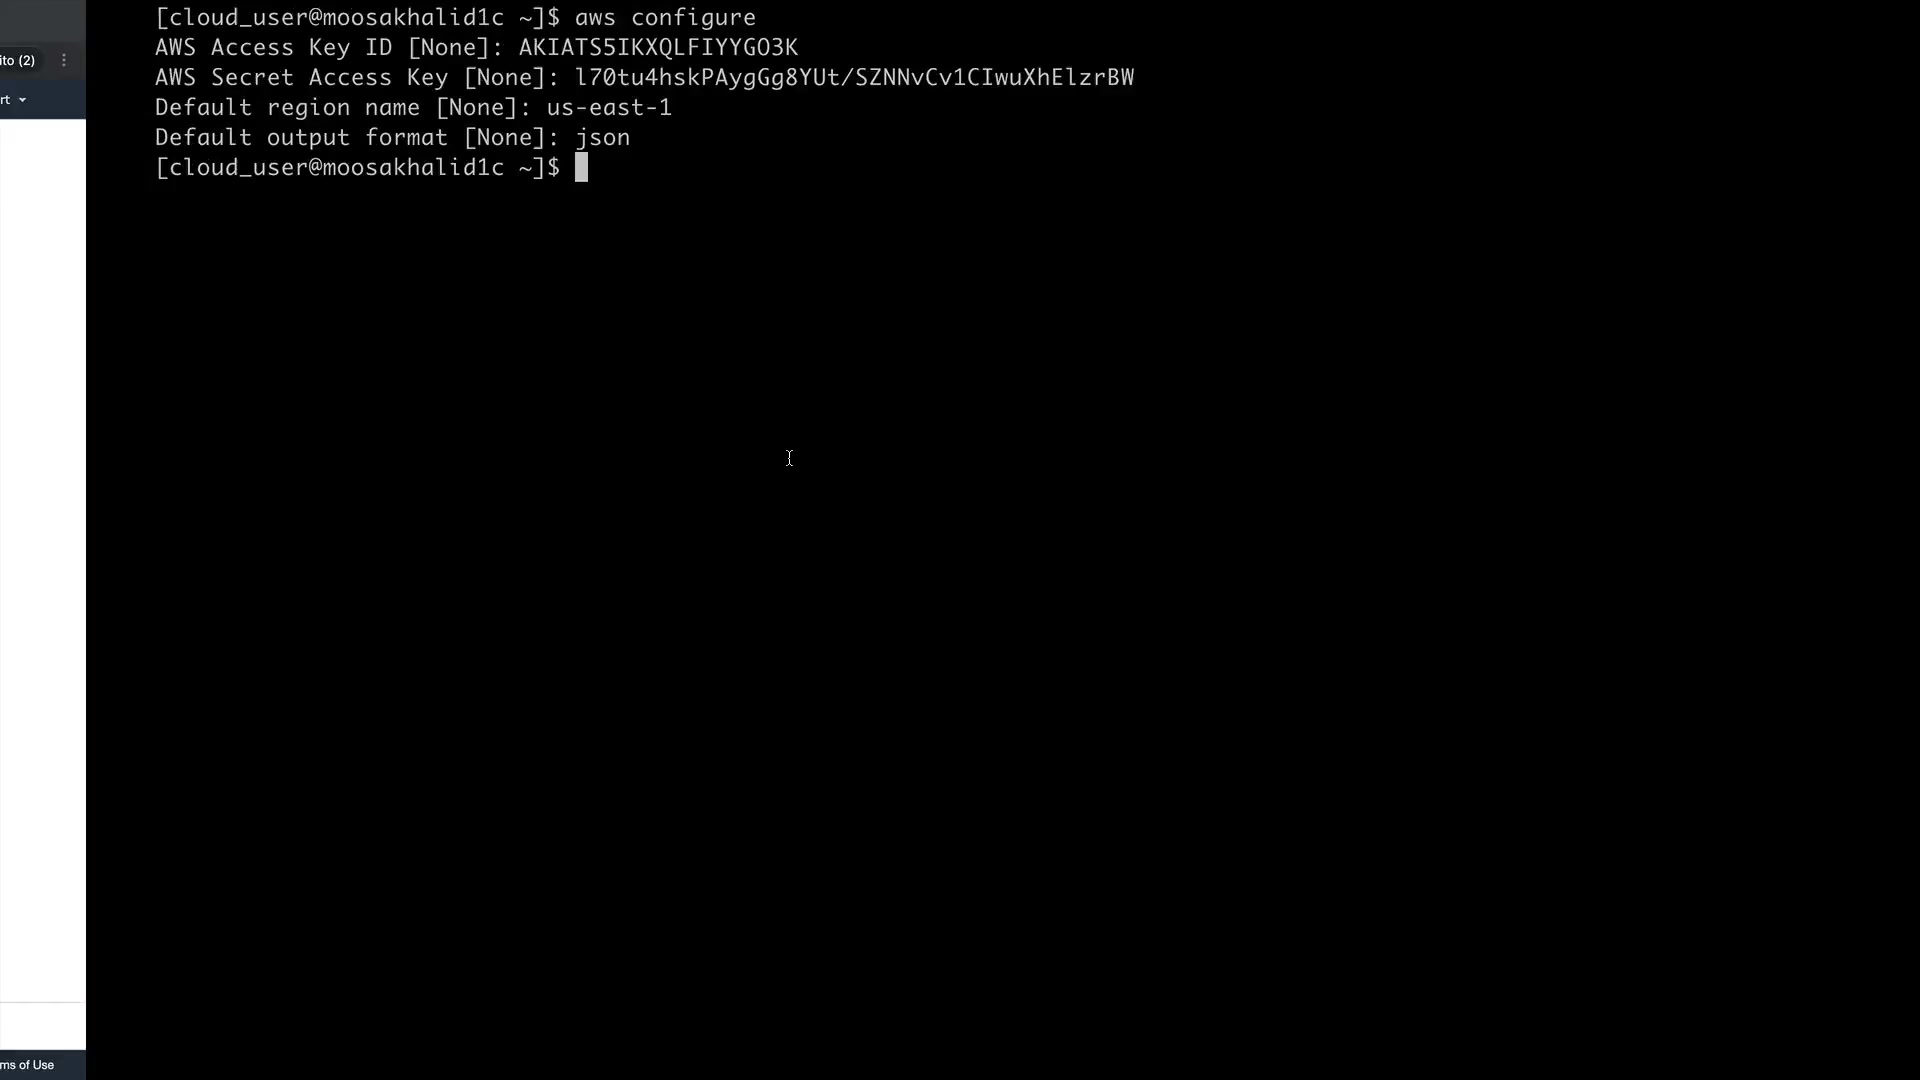 [cloud_user@moosakhalid1c ~]$ aws configure
AWS Access Key ID [None]: AKIATS5IKXQLFIYYGO3K
AWS Secret Access Key [None]: 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
Default region name [None]: us-east-1
Default output format [None]: json
[cloud_user@moosakhalid1c ~]$
ito (2)
rt
ms of Use